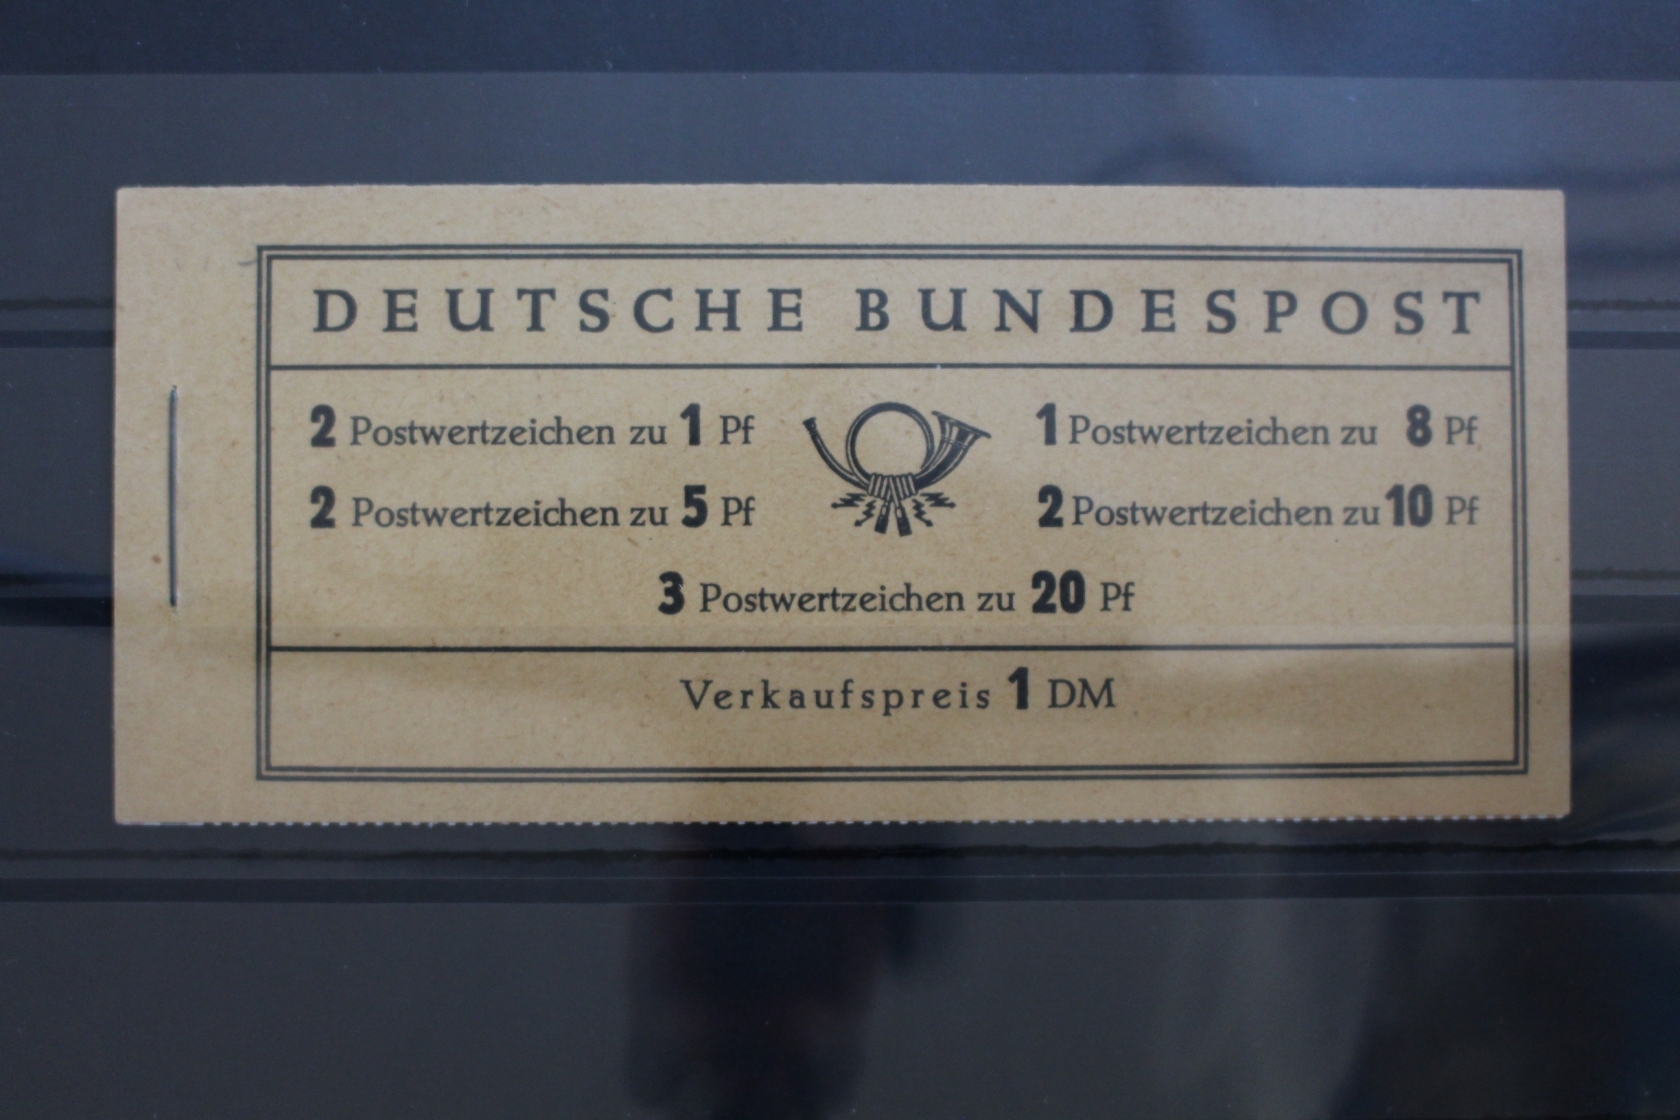 DEUTSCHE BUNDESPOST
2 Postwertzeichen zu 1 Pf
1 Postwertzeichen zu 8 Pf
2 Postwertzeichen zu 5 Pf
2 Postwertzeichen zu 10 Pf
3 Postwertzeichen zu 20 Pf
Verkaufspreis 1 DM